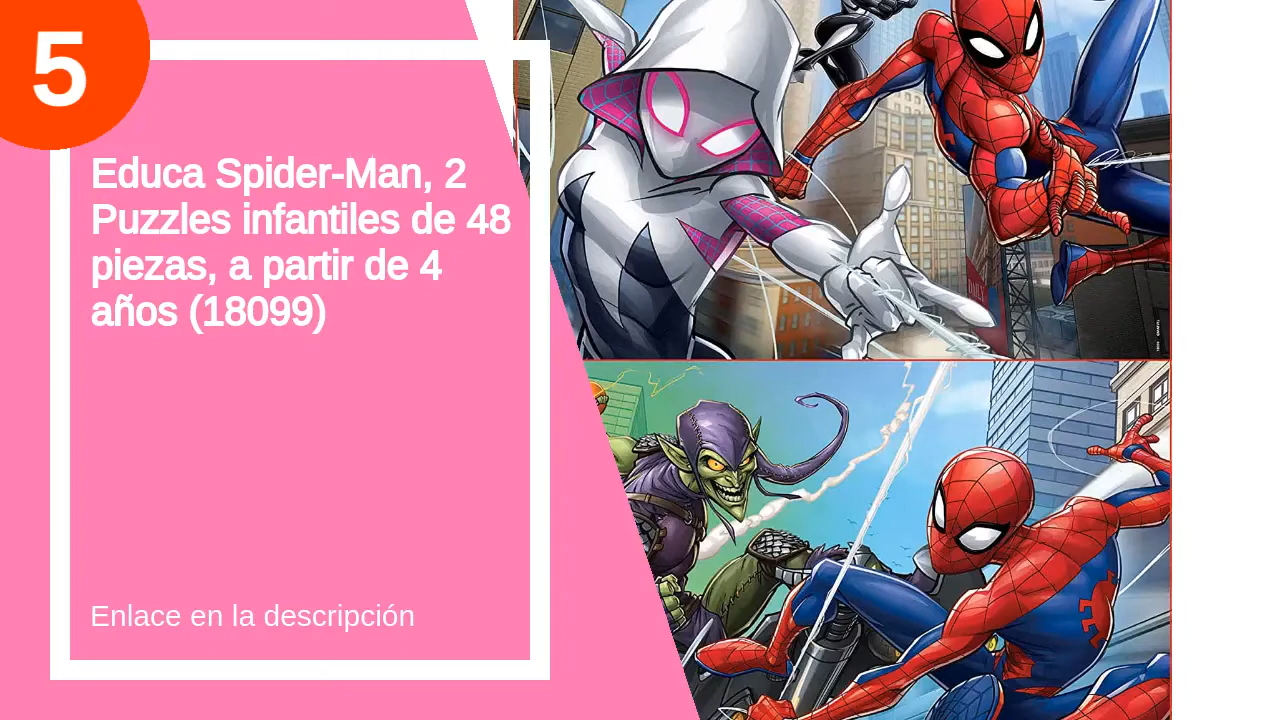 5
Educa Spider-Man, 2
Puzzles infantiles de 48
piezas, a partir de 4
años (18099)
Enlace en la descripción